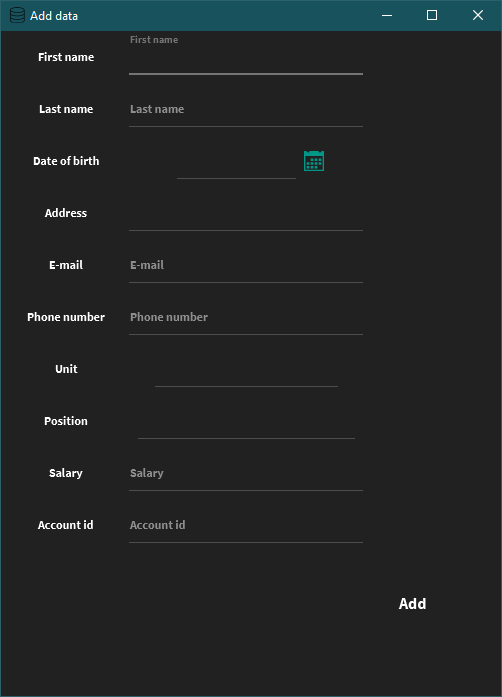 Add data
First name
First name
Last name Last name
Date of birth
Address
E-mail E-mail
Phone number Phone number
Unit
Position
Salary Salary
Account id Account id
Add